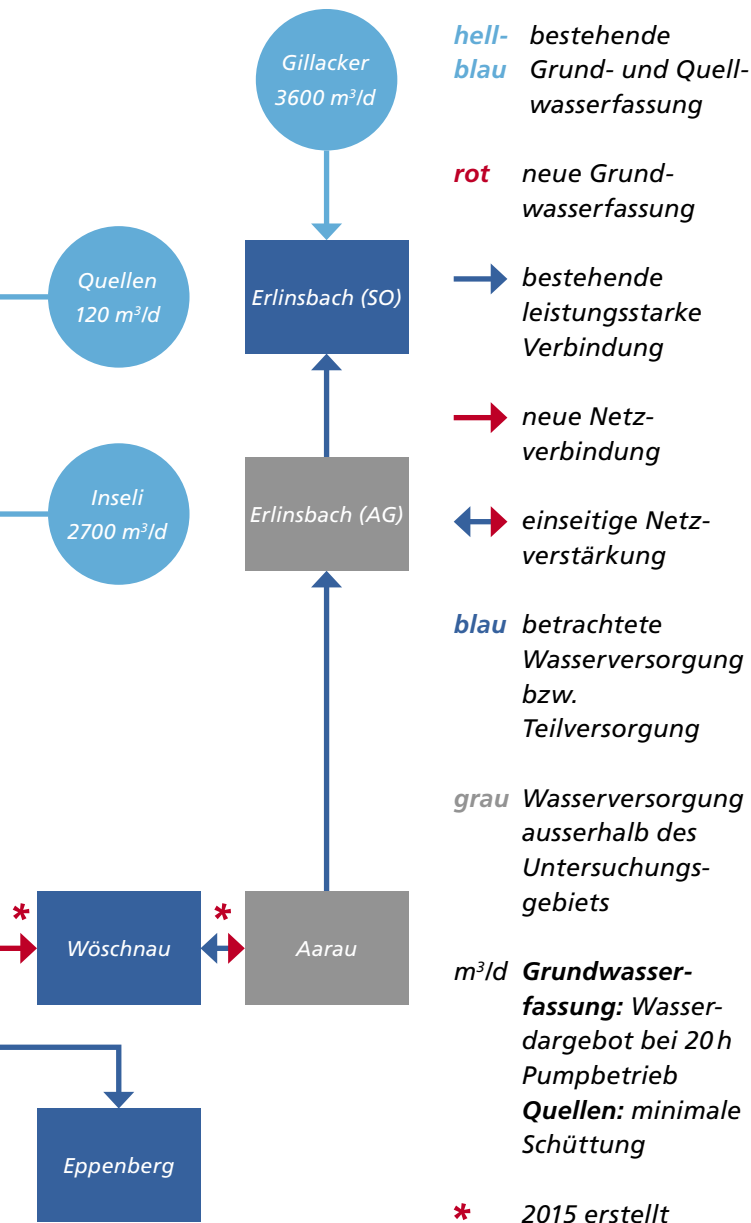 Gillacker
3600 m³/d
Quellen
120 m³/d
Erlinsbach (SO)
Inseli
2700 m³/d
Erlinsbach (AG)
*
*
Wöschnau
Aarau
Eppenberg
hell- bestehende
blau Grund- und Quell-
wasserfassung
rot neue Grund-
wasserfassung
bestehende
leistungsstarke
Verbindung
neue Netz-
verbindung
einseitige Netz-
verstärkung
blau betrachtete
Wasserversorgung
bzw.
Teilversorgung
grau Wasserversorgung
ausserhalb des
Untersuchungs-
gebiets
m³/d Grundwasser-
fassung: Wasser-
dargebot bei 20 h
Pumpbetrieb
Quellen: minimale
Schüttung
* 2015 erstellt